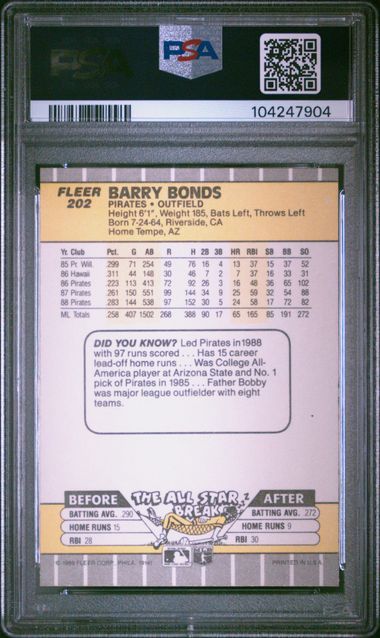 PSA
PSA
104247904
FLEER
202
BARRY BONDS
PIRATES • OUTFIELD
Height 6'1", Weight 185, Bats Left, Throws Left
Born 7-24-64, Riverside, CA
Home Tempe, AZ
Yr. Club Pct. G AB R H 2B 3B HR RBI SB BB SO
85 Pr. Will. .299 71 254 49 76 16 4 13 37 15 37 52
86 Hawaii .311 44 148 30 46 7 2 7 37 16 33 31
86 Pirates .223 113 413 72 92 26 3 16 48 36 65 102
87 Pirates .261 150 551 99 144 34 9 25 59 32 54 88
88 Pirates .283 144 538 97 152 30 5 24 58 17 72 82
ML Totals .258 407 1502 268 388 90 17 65 165 85 191 272
DID YOU KNOW? Led Pirates in 1988
with 97 runs scored . . . Has 15 career
lead-off home runs . . . Was College All-
America player at Arizona State and No. 1
pick of Pirates in 1985 . . . Father Bobby
was major league outfielder with eight
teams.
BEFORE THE ALL STAR BREAK AFTER
BATTING AVG. .290 BATTING AVG. .272
HOME RUNS 15 HOME RUNS 9
RBI 28 RBI 30
© 1989 FLEER CORP., PHILA. 19141 PRINTED IN U.S.A.